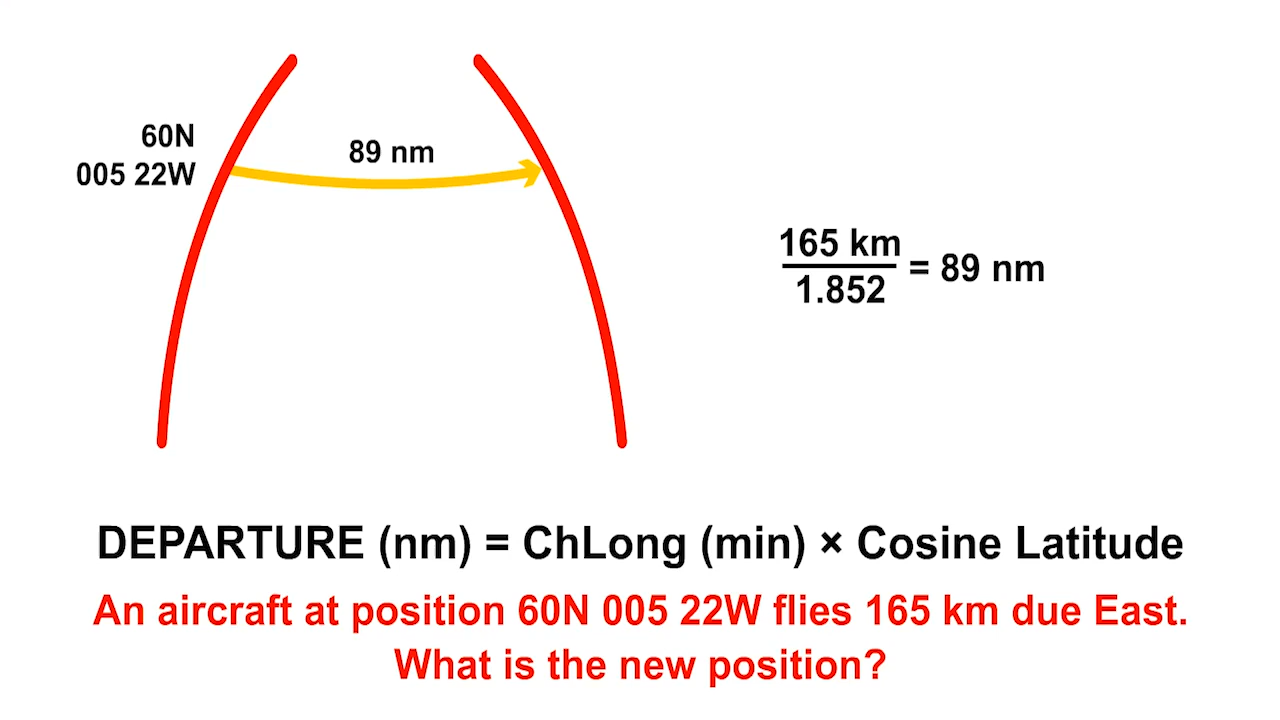 60N
005 22W
89 nm
165 km
1.852
= 89 nm
DEPARTURE (nm) = ChLong (min) × Cosine Latitude
An aircraft at position 60N 005 22W flies 165 km due East.
What is the new position?